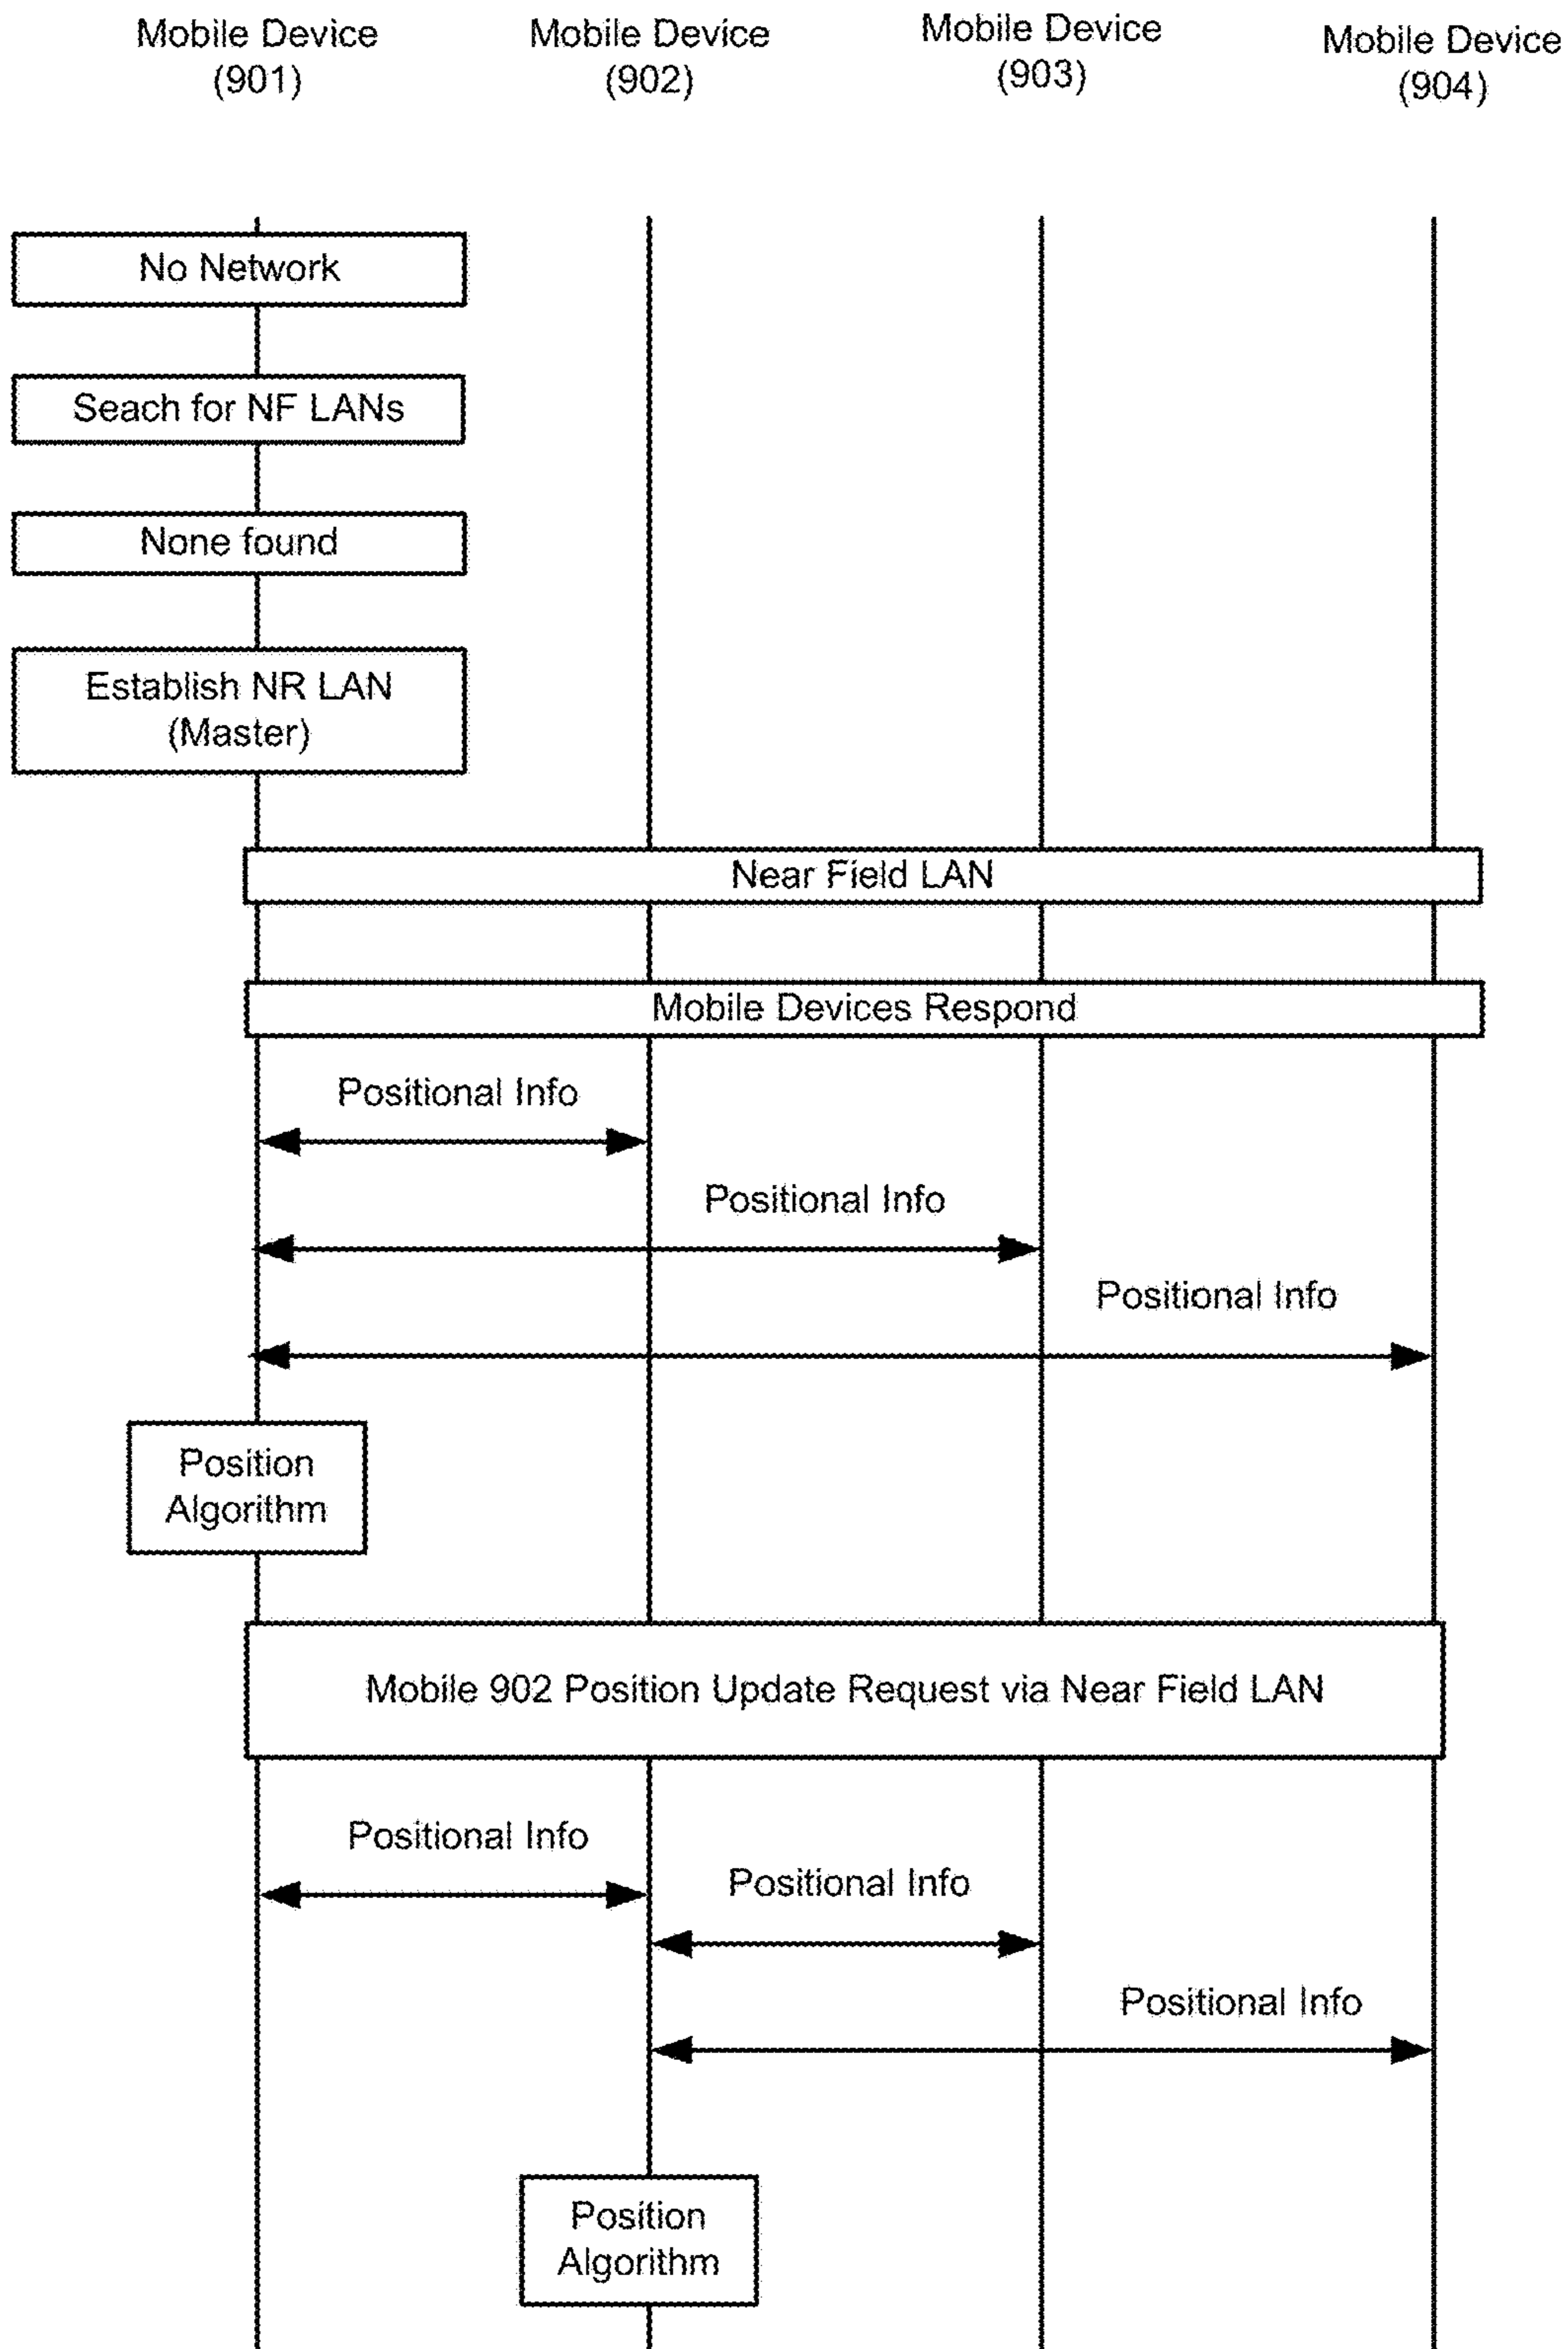 Mobile Device
(901)
Mobile Device
(902)
Mobile Device
(903)
Mobile Device
(904)
No Network
Seach for NF LANs
None found
Establish NR LAN
(Master)
Near Field LAN
Mobile Devices Respond
Positional Info
Positional Info
Positional Info
Position
Algorithm
Mobile 902 Position Update Request via Near Field LAN
Positional Info
Positional Info
Positional Info
Position
Algorithm